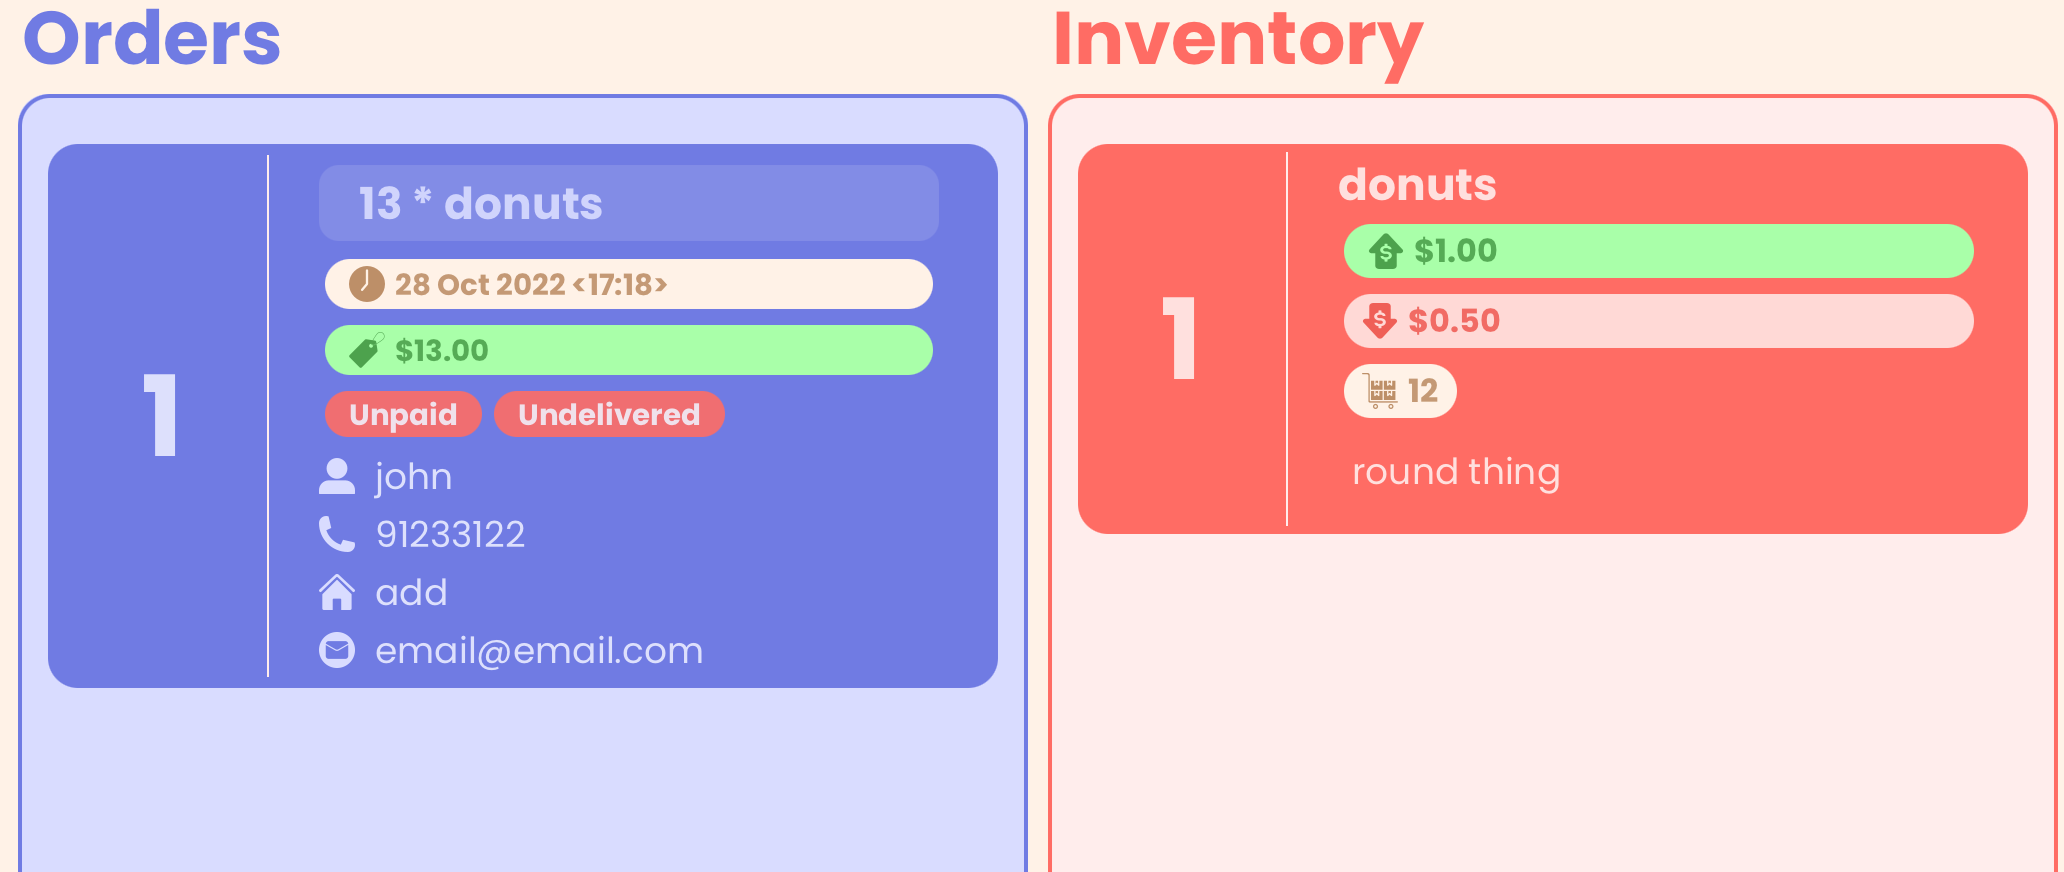 Orders
1
13 * donuts
28 Oct 2022 <17:18>
$13.00
Unpaid Undelivered
john
91233122
add
email@email.com
Inventory
1
donuts
$1.00
$0.50
12
round thing